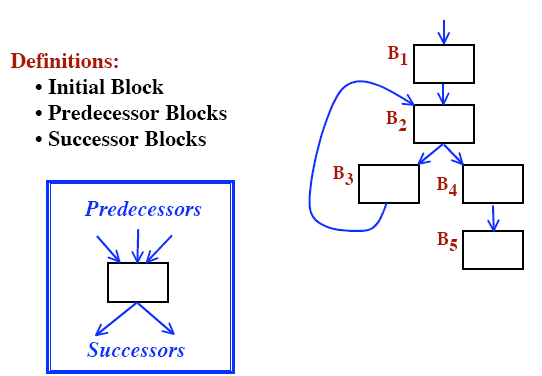 Definitions:
• Initial Block
• Predecessor Blocks
• Successor Blocks
Predecessors
Successors
B1
B2
B3
B4
B5